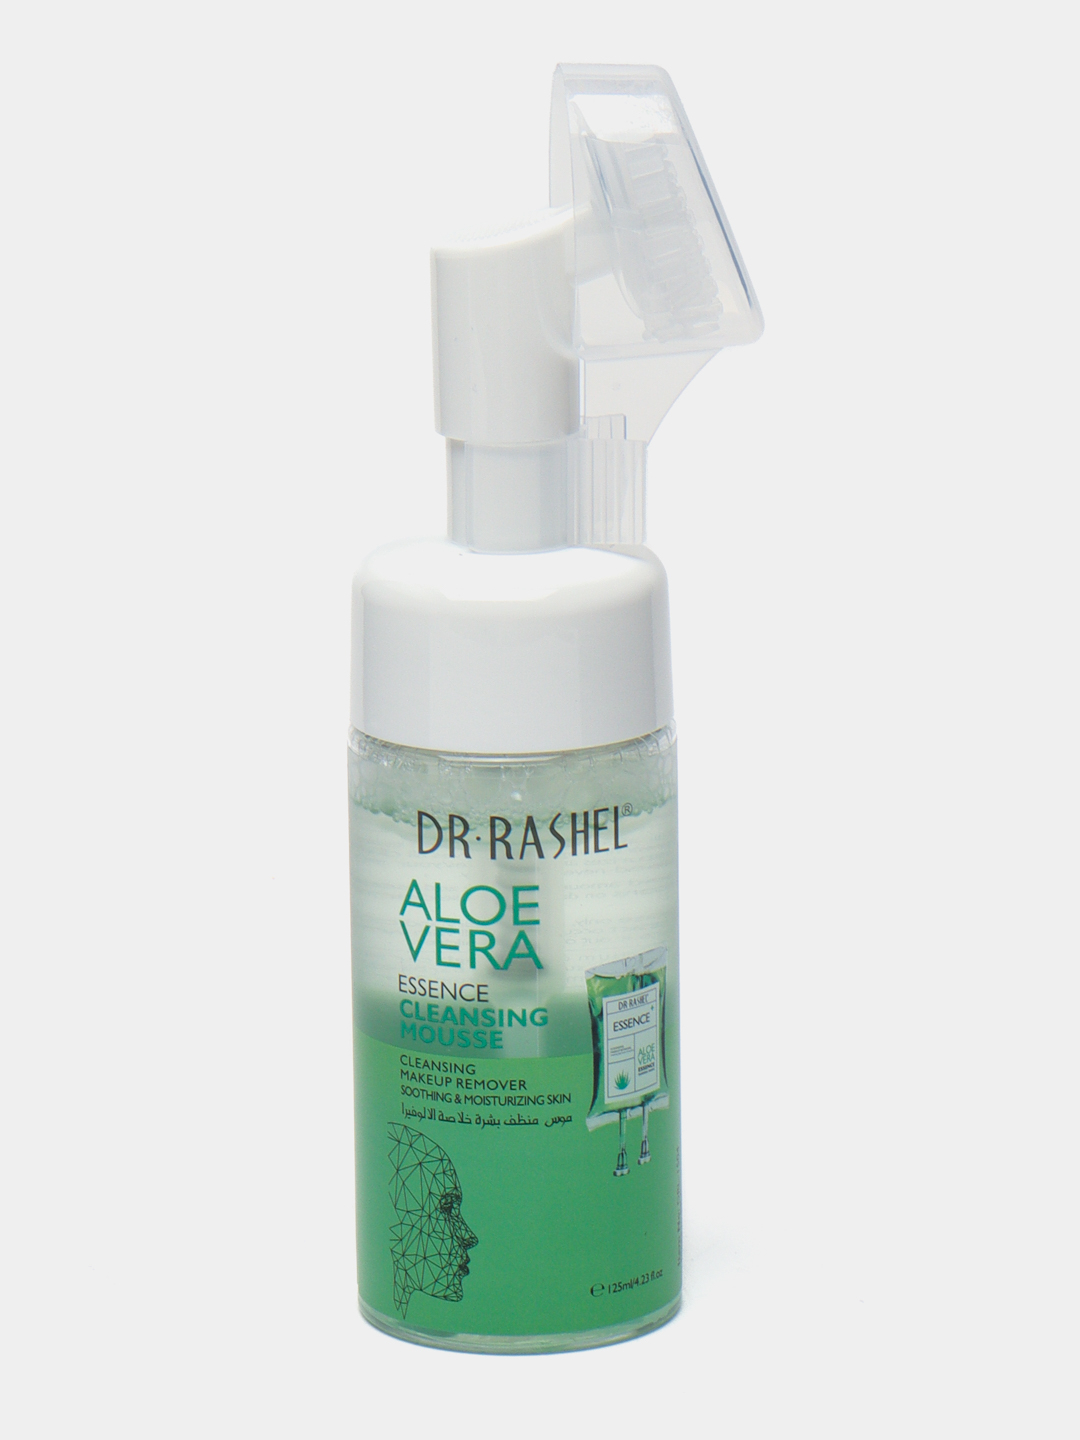 DR·RASHEL®
ALOE
VERA
ESSENCE
CLEANSING
MOUSSE
CLEANSING
MAKEUP REMOVER
SOOTHING & MOISTURIZING SKIN
موس منظف بشرة خلاصة الالوفيرا
DR·RASHEL
ESSENCE
ALOE
VERA
ESSENCE
℮ 125ml/4.23 fl.oz